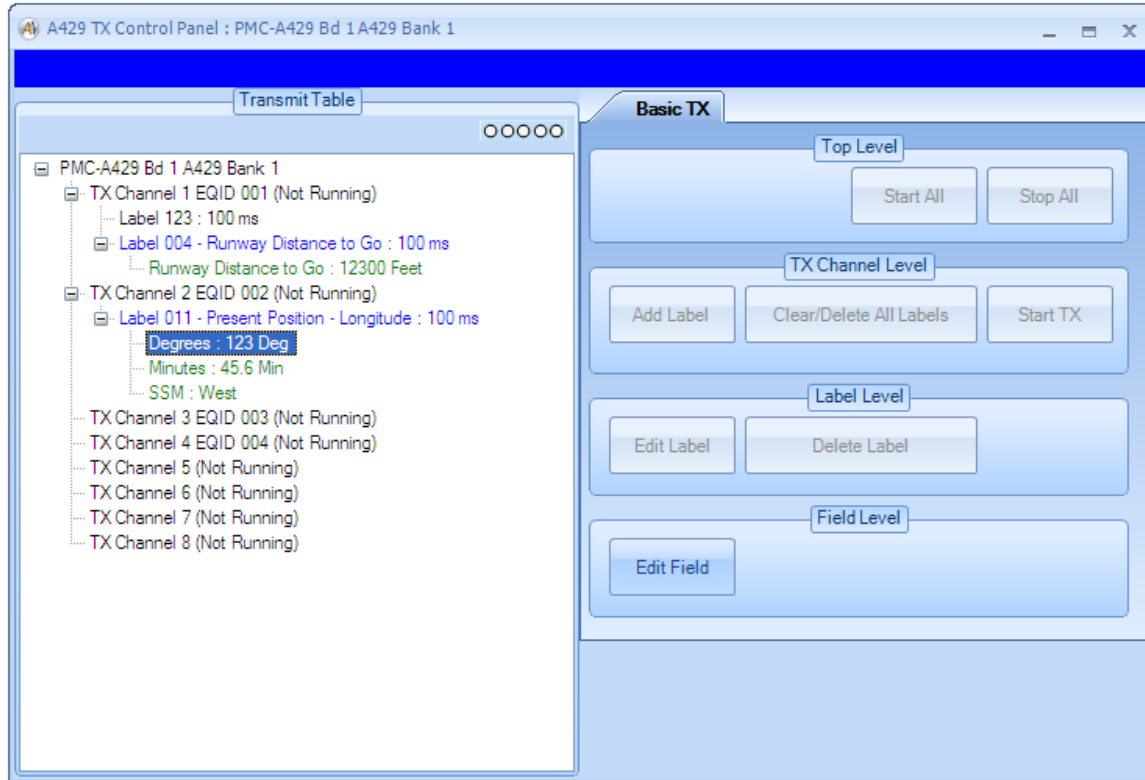 A429 TX Control Panel : PMC-A429 Bd 1 A429 Bank 1
Transmit Table
PMC-A429 Bd 1 A429 Bank 1
TX Channel 1 EQID 001 (Not Running)
Label 123 : 100 ms
Label 004 - Runway Distance to Go : 100 ms
Runway Distance to Go : 12300 Feet
TX Channel 2 EQID 002 (Not Running)
Label 011 - Present Position - Longitude : 100 ms
Degrees : 123 Deg
Minutes : 45.6 Min
SSM : West
TX Channel 3 EQID 003 (Not Running)
TX Channel 4 EQID 004 (Not Running)
TX Channel 5 (Not Running)
TX Channel 6 (Not Running)
TX Channel 7 (Not Running)
TX Channel 8 (Not Running)
Basic TX
Top Level
Start All Stop All
TX Channel Level
Add Label Clear/Delete All Labels Start TX
Label Level
Edit Label Delete Label
Field Level
Edit Field